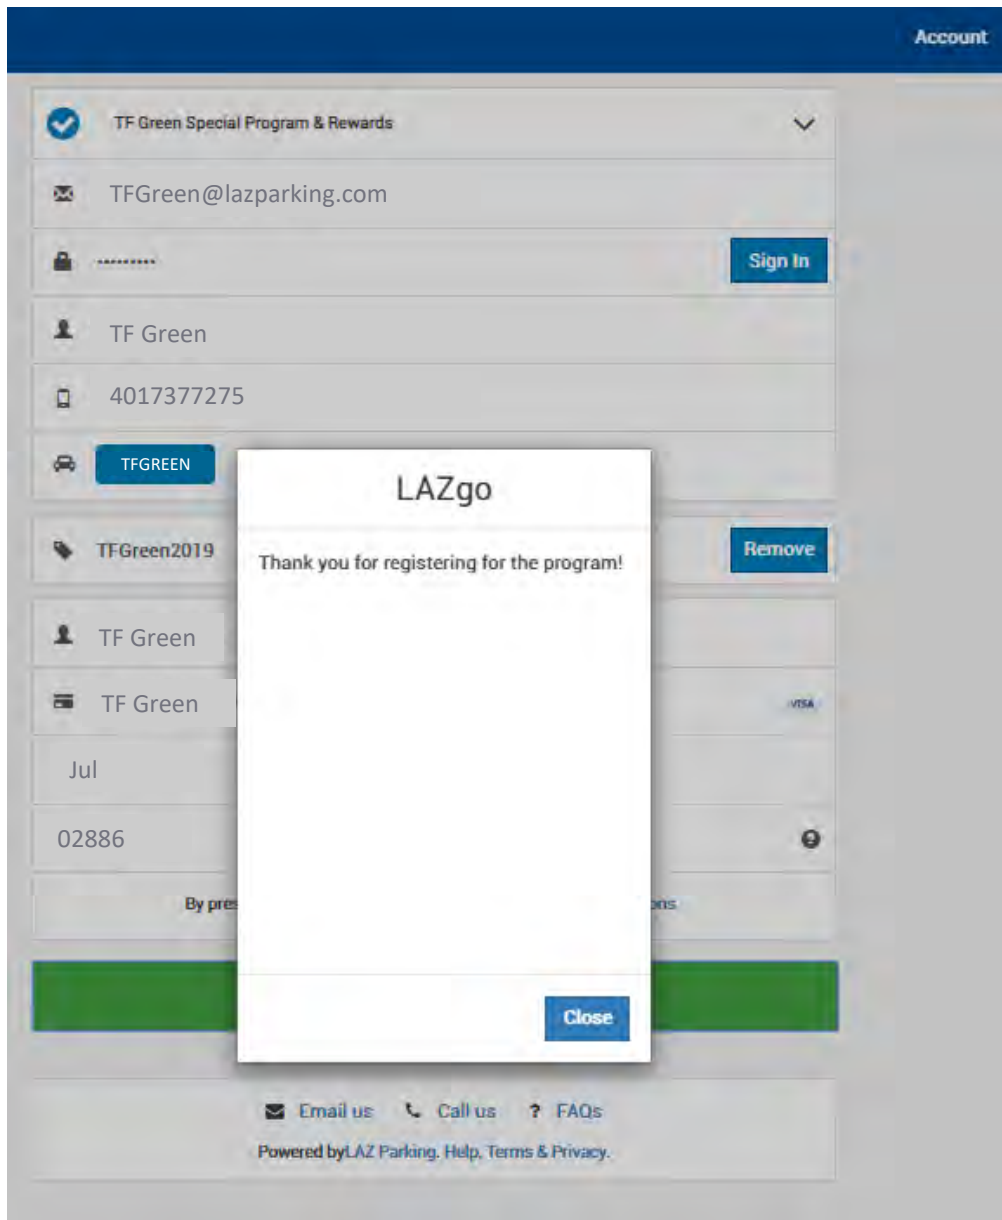 Account
TF Green Special Program & Rewards
TFGreen@lazparking.com
·········
Sign In
TF Green
4017377275
TFGREEN
LAZgo
TFGreen2019
Remove
Thank you for registering for the program!
TF Green
TF Green
VISA
Jul
02886
By pres
ons
Close
Email us Call us ? FAQs
Powered byLAZ Parking. Help, Terms & Privacy.